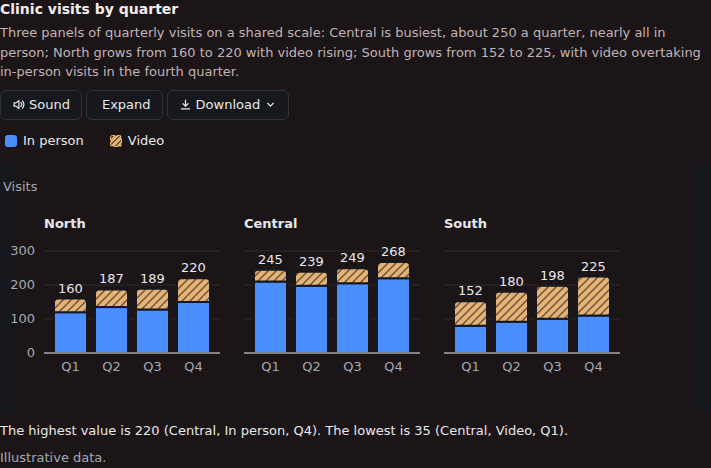 Clinic visits by quarter
Three panels of quarterly visits on a shared scale: Central is busiest, about 250 a quarter, nearly all in
person; North grows from 160 to 220 with video rising; South grows from 152 to 225, with video overtaking
in-person visits in the fourth quarter.
Sound Expand Download
In person Video
Visits
North Central South
300
200
100
0
160 187 189 220
245 239 249 268
152 180 198 225
Q1 Q2 Q3 Q4 Q1 Q2 Q3 Q4 Q1 Q2 Q3 Q4
The highest value is 220 (Central, In person, Q4). The lowest is 35 (Central, Video, Q1).
Illustrative data.